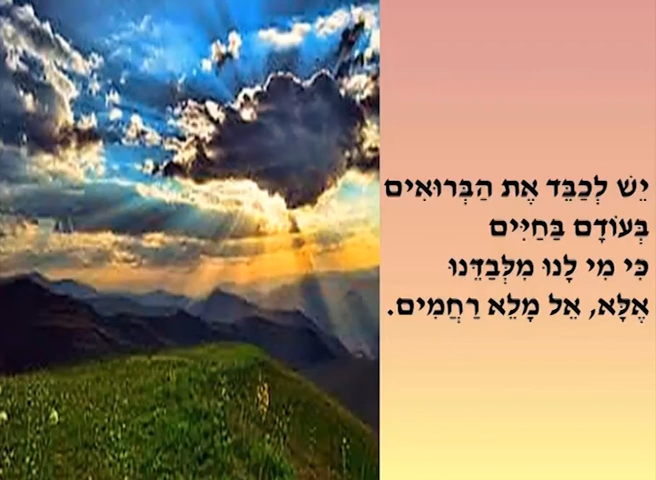 יֵשׁ לְכַבֵּד אֶת הַבְּרוּאִים
בְּעוֹדָם בַּחַיִּים
כִּי מִי לָנוּ מִלְּבַדֵּנוּ
אֶלָּא, אֵל מָלֵא רַחֲמִים.